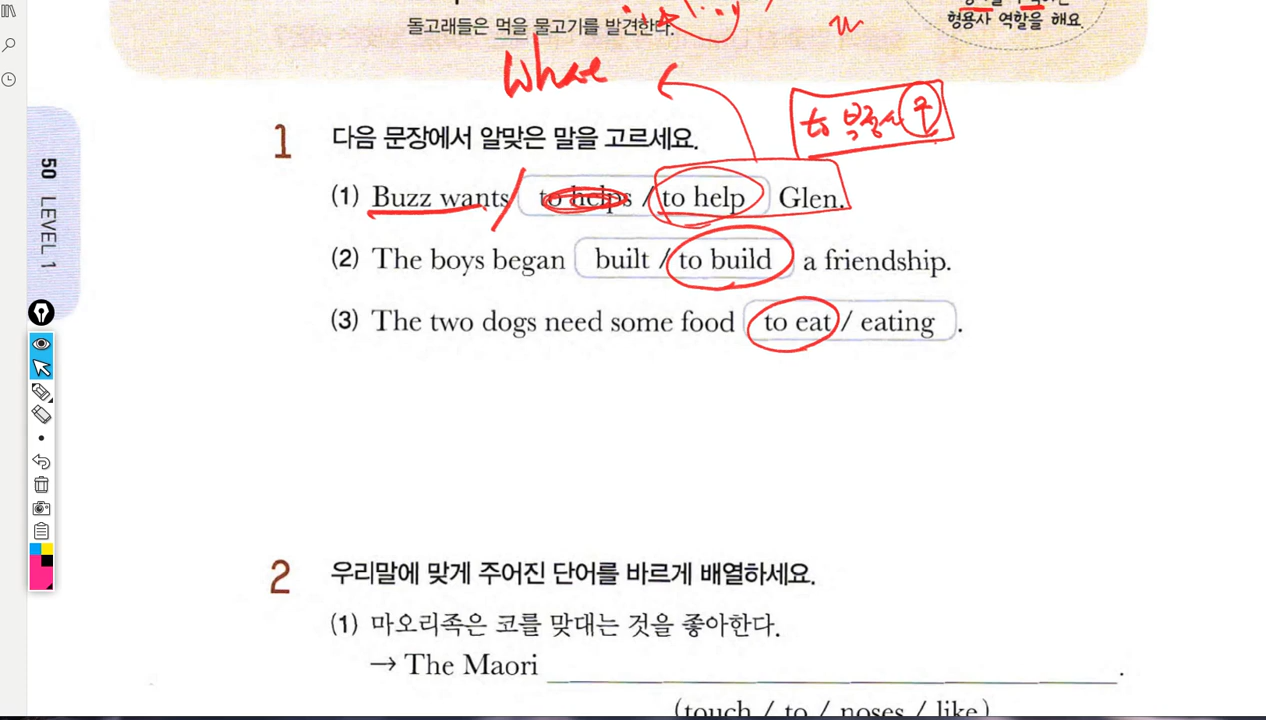 돌고래들은 먹을 물고기를 발견한다.
형용사 역할을 해요.
What
to 부정사 구
1 다음 문장에서 알맞은 말을 고르세요.
(1) Buzz wants to helps / to help Glen.
(2) The boys began built / to build a friendship.
(3) The two dogs need some food to eat / eating .
50 LEVEL 1
2 우리말에 맞게 주어진 단어를 바르게 배열하세요.
(1) 마오리족은 코를 맞대는 것을 좋아한다.
→ The Maori .
(touch / to / noses / like)